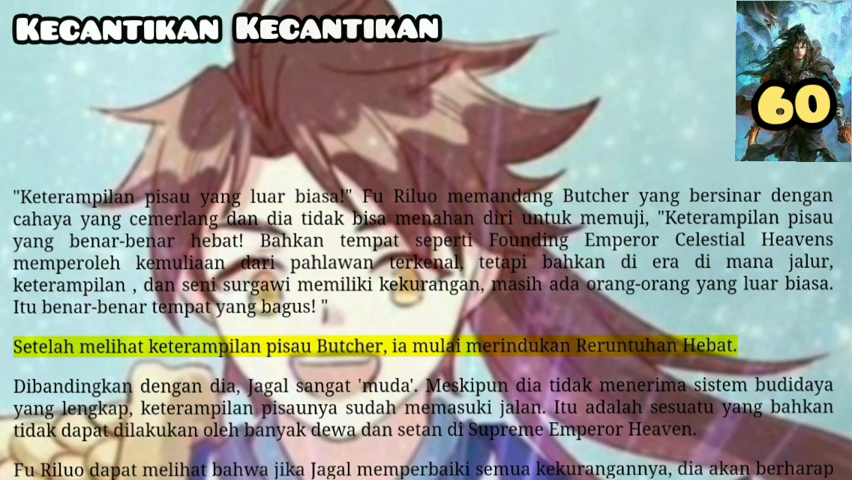 Kecantikan Kecantikan
60
"Keterampilan pisau yang luar biasa!" Fu Riluo memandang Butcher yang bersinar dengan
cahaya yang cemerlang dan dia tidak bisa menahan diri untuk memuji, "Keterampilan pisau
yang benar-benar hebat! Bahkan tempat seperti Founding Emperor Celestial Heavens
memperoleh kemuliaan dari pahlawan terkenal, tetapi bahkan di era di mana jalur,
keterampilan , dan seni surgawi memiliki kekurangan, masih ada orang-orang yang luar biasa.
Itu benar-benar tempat yang bagus! "
Setelah melihat keterampilan pisau Butcher, ia mulai merindukan Reruntuhan Hebat.
Dibandingkan dengan dia, Jagal sangat 'muda'. Meskipun dia tidak menerima sistem budidaya
yang lengkap, keterampilan pisaunya sudah memasuki jalan. Itu adalah sesuatu yang bahkan
tidak dapat dilakukan oleh banyak dewa dan setan di Supreme Emperor Heaven.
Fu Riluo dapat melihat bahwa jika Jagal memperbaiki semua kekurangannya, dia akan berharap